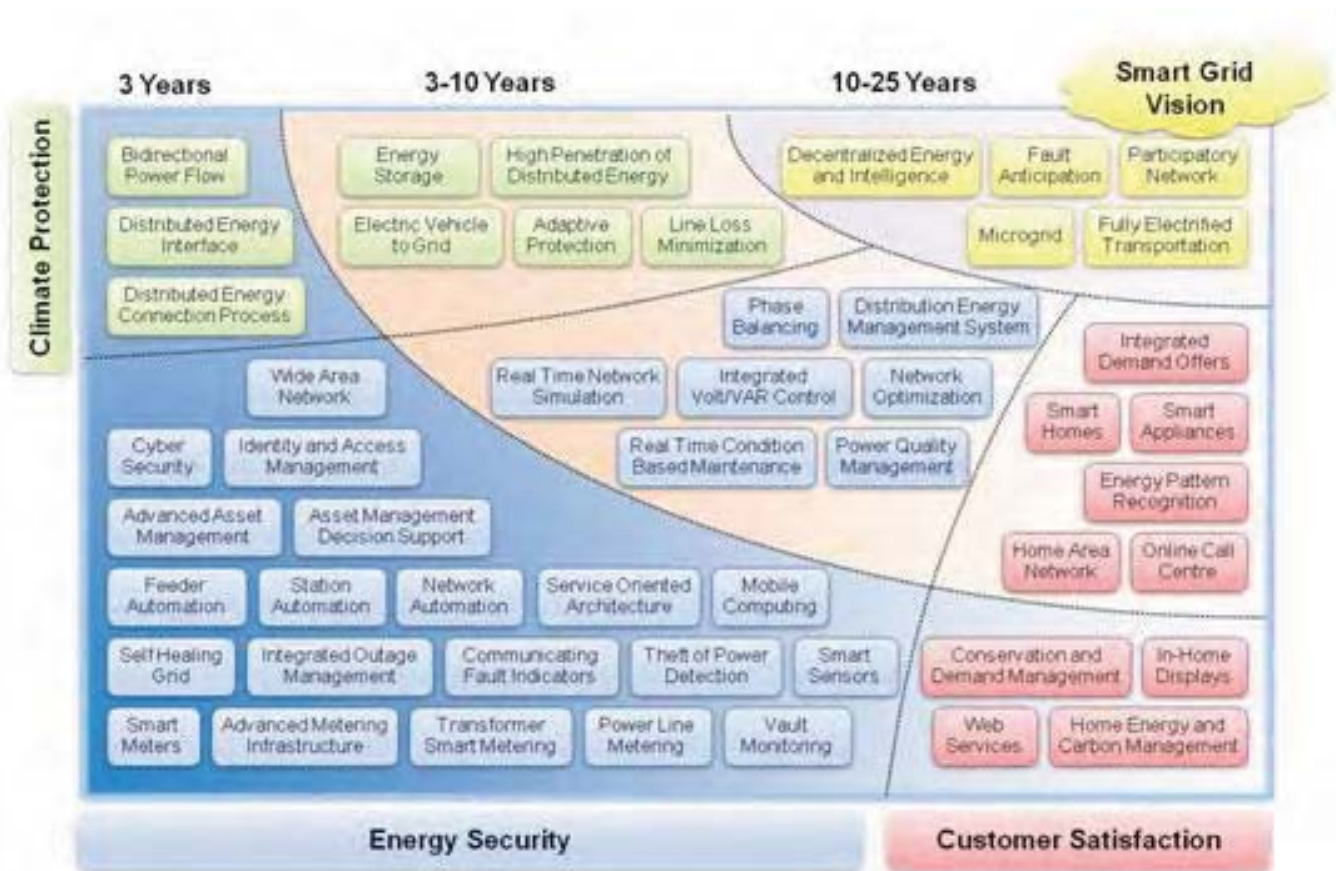 3 Years
3-10 Years
10-25 Years
Smart Grid
Vision
Climate Protection
Bidirectional
Power Flow
Energy
Storage
High Penetration of
Distributed Energy
Decentralized Energy
and Intelligence
Fault
Anticipation
Participatory
Network
Distributed Energy
Interface
Electric Vehicle
to Grid
Adaptive
Protection
Line Loss
Minimization
Microgrid
Fully Electrified
Transportation
Distributed Energy
Connection Process
Phase
Balancing
Distribution Energy
Management System
Integrated
Demand Offers
Wide Area
Network
Real Time Network
Simulation
Integrated
Volt/VAR Control
Network
Optimization
Smart
Homes
Smart
Appliances
Cyber
Security
Identity and Access
Management
Real Time Condition
Based Maintenance
Power Quality
Management
Energy Pattern
Recognition
Advanced Asset
Management
Asset Management
Decision Support
Home Area
Network
Online Call
Centre
Feeder
Automation
Station
Automation
Network
Automation
Service Oriented
Architecture
Mobile
Computing
Self Healing
Grid
Integrated Outage
Management
Communicating
Fault Indicators
Theft of Power
Detection
Smart
Sensors
Conservation and
Demand Management
In-Home
Displays
Smart
Meters
Advanced Metering
Infrastructure
Transformer
Smart Metering
Power Line
Metering
Vault
Monitoring
Web
Services
Home Energy and
Carbon Management
Energy Security
Customer Satisfaction